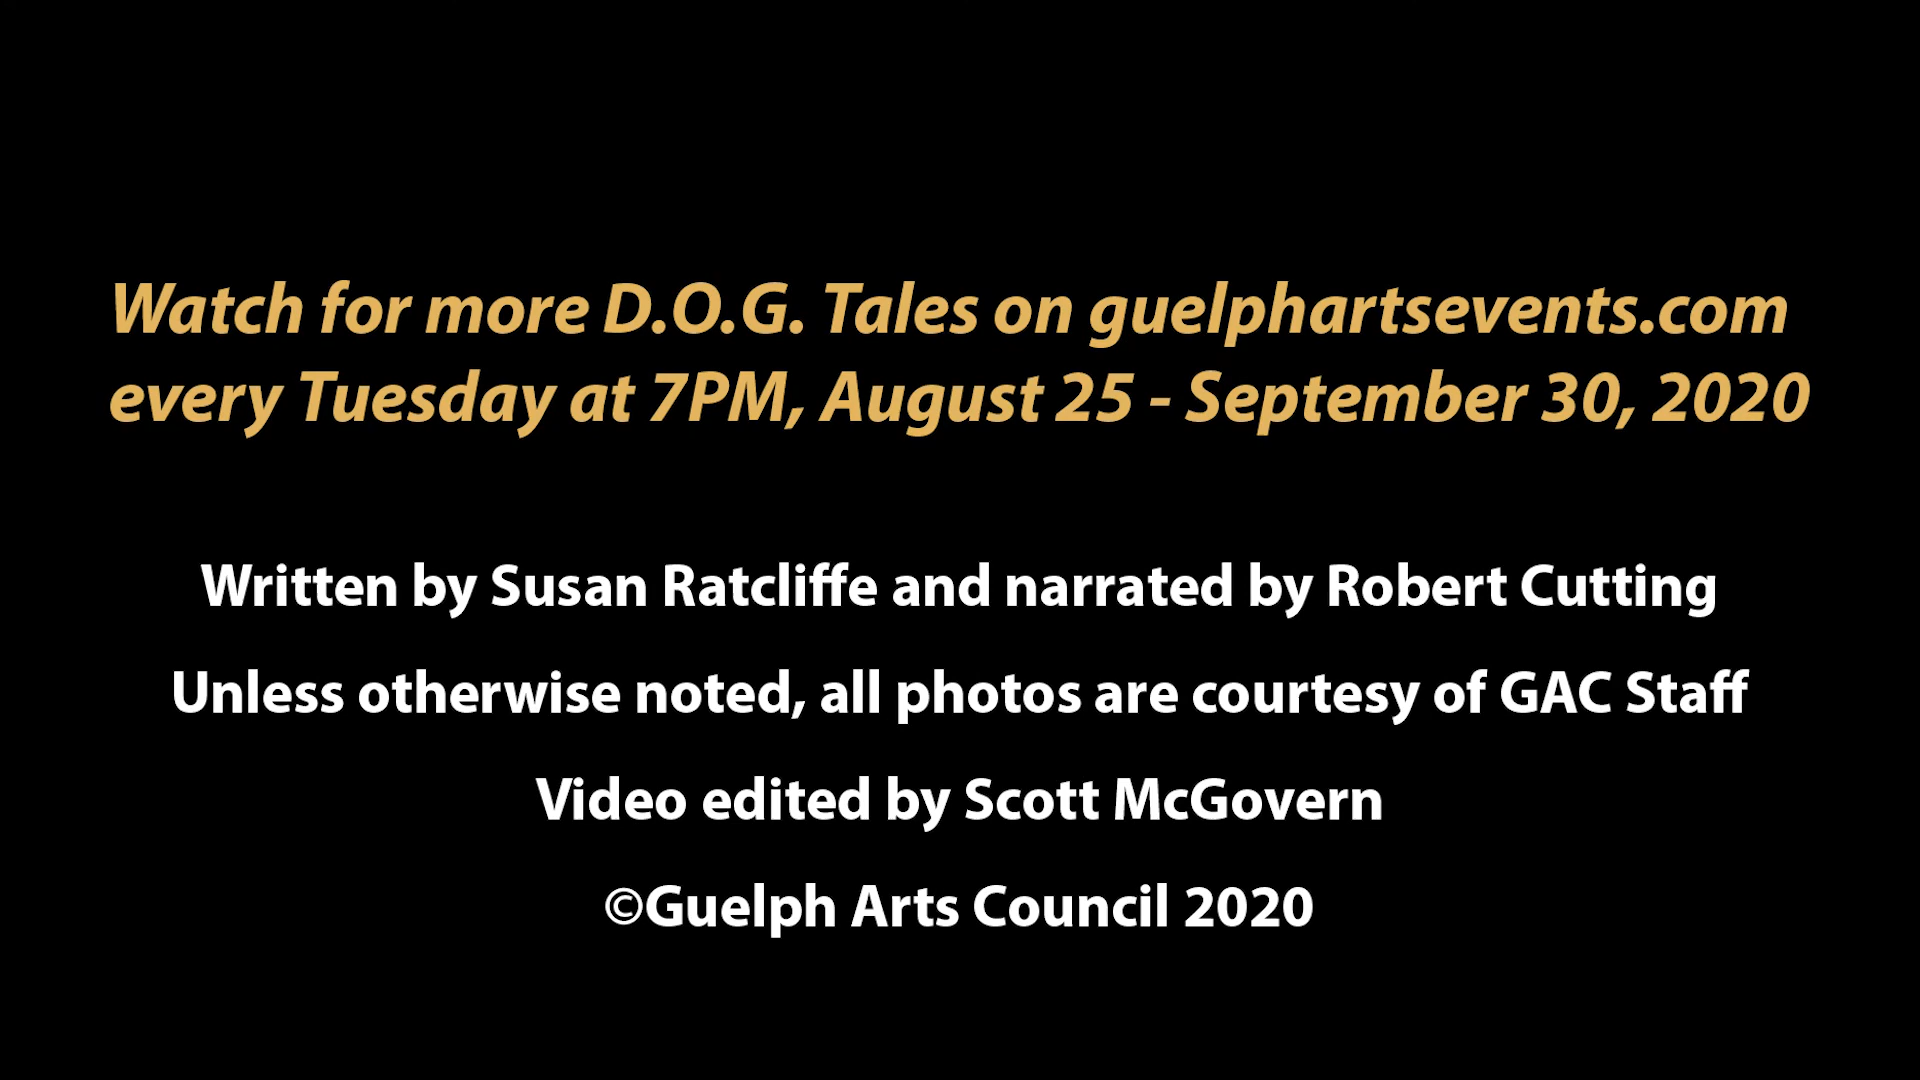 Watch for more D.O.G. Tales on guelphartsevents.com
every Tuesday at 7PM, August 25 - September 30, 2020
Written by Susan Ratcliffe and narrated by Robert Cutting
Unless otherwise noted, all photos are courtesy of GAC Staff
Video edited by Scott McGovern
©Guelph Arts Council 2020